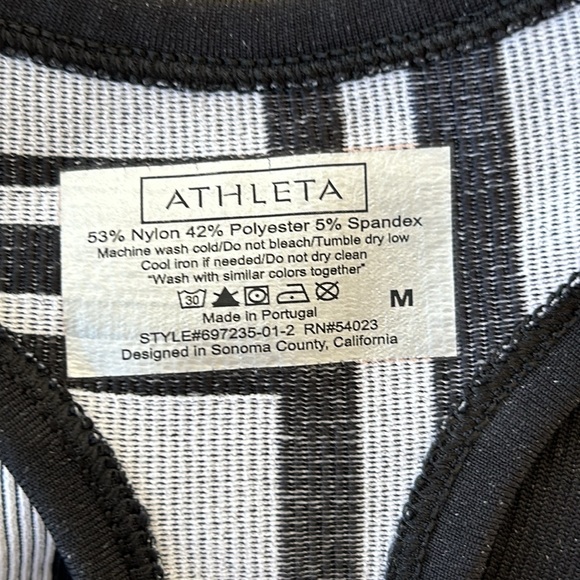 ATHLETA
53% Nylon 42% Polyester 5% Spandex
Machine wash cold/Do not bleach/Tumble dry low
Cool iron if needed/Do not dry clean
"Wash with similar colors together"
30
M
Made in Portugal
STYLE#697235-01-2 RN#54023
Designed in Sonoma County, California